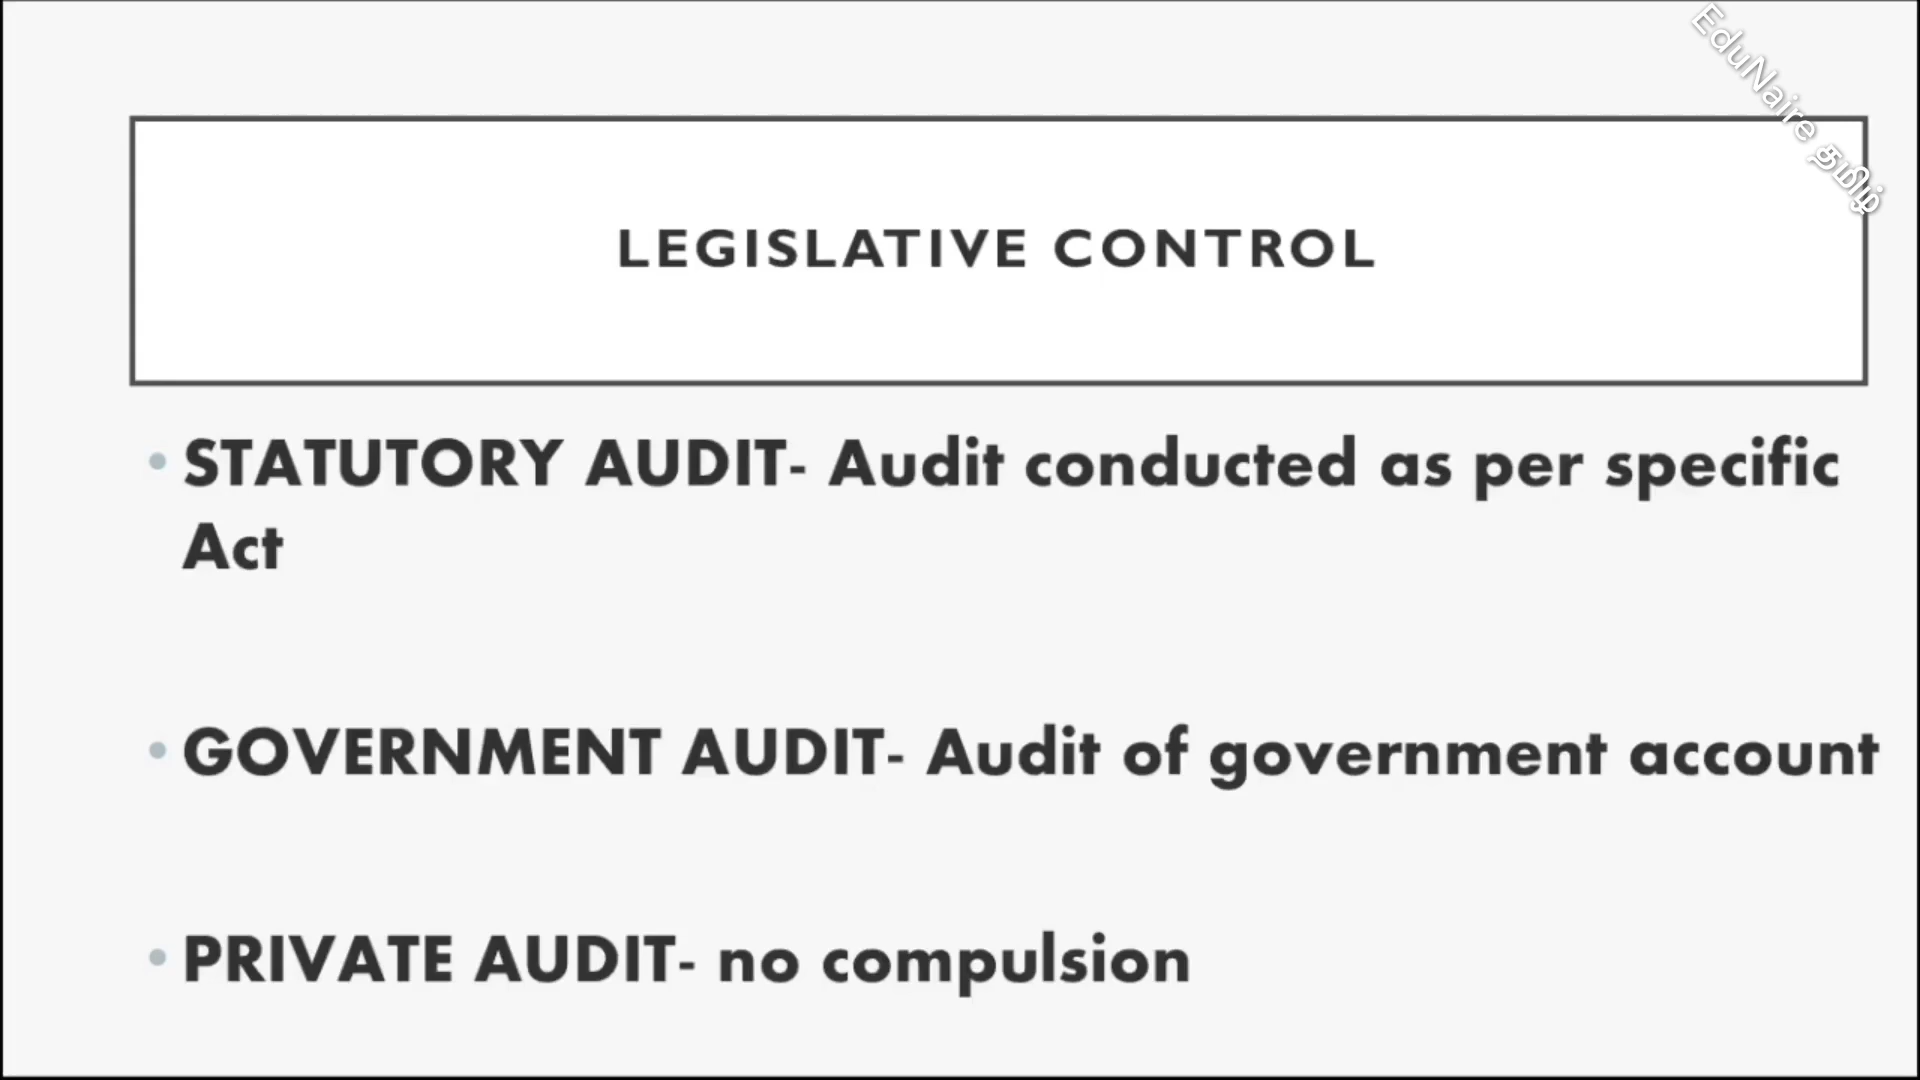 EduNaire தமிழ்
LEGISLATIVE CONTROL
• STATUTORY AUDIT- Audit conducted as per specific
Act
• GOVERNMENT AUDIT- Audit of government account
• PRIVATE AUDIT- no compulsion